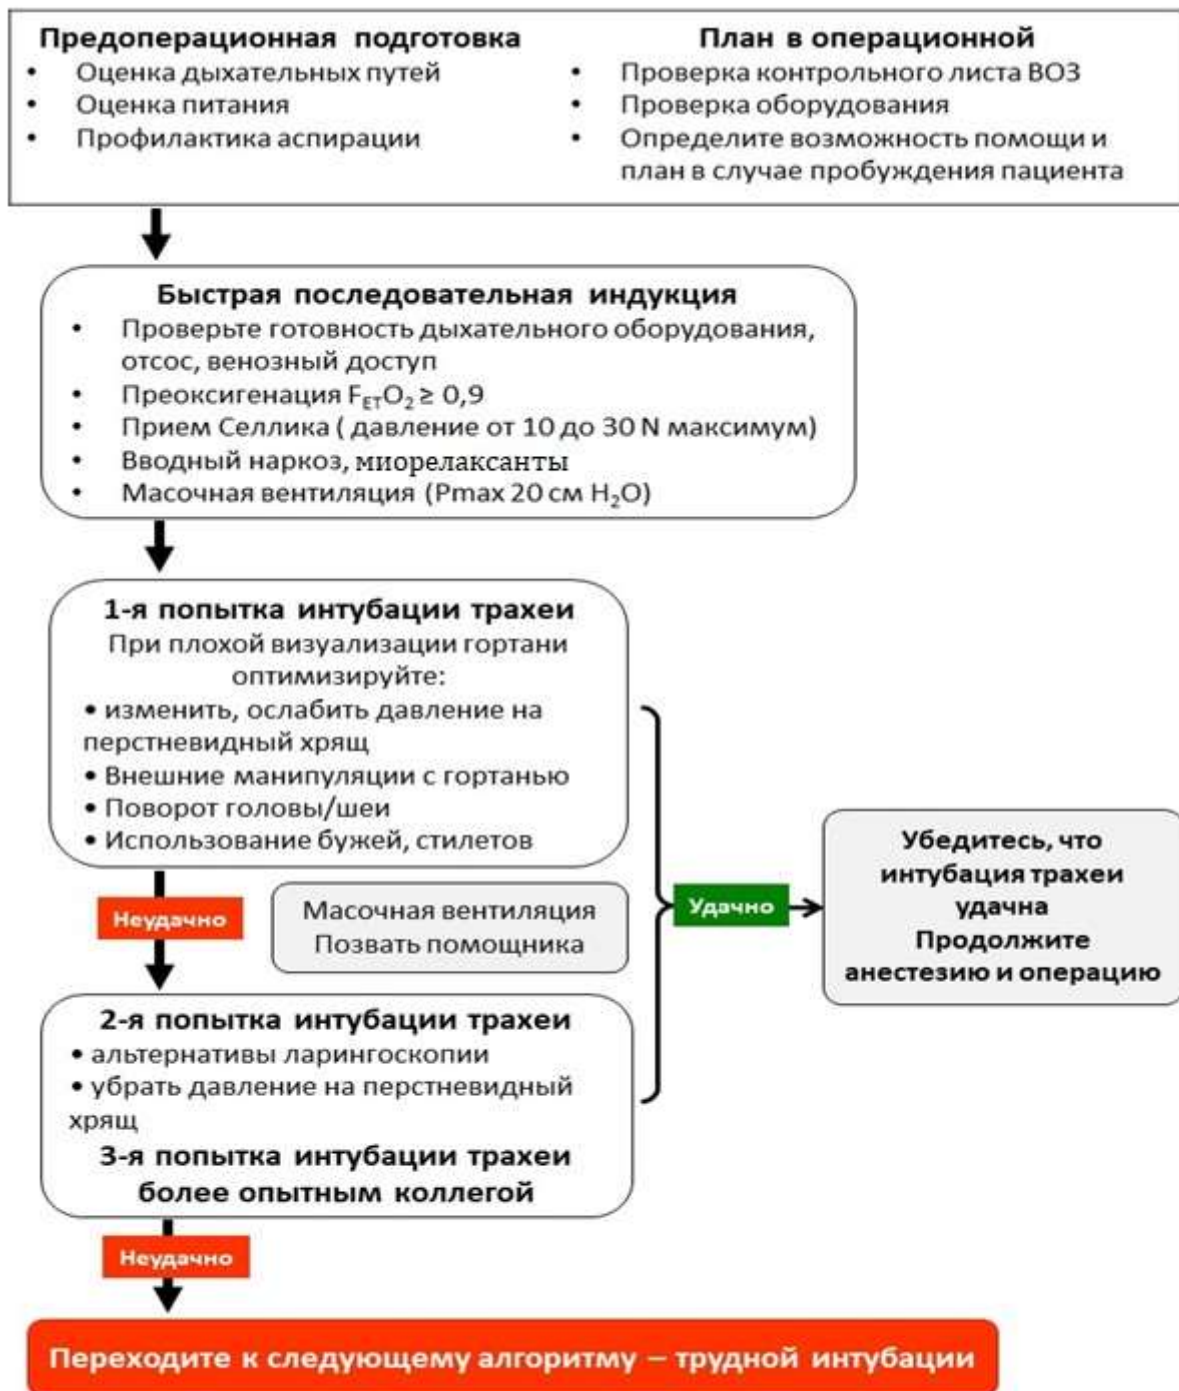 Предоперационная подготовка
• Оценка дыхательных путей
• Оценка питания
• Профилактика аспирации
План в операционной
• Проверка контрольного листа ВОЗ
• Проверка оборудования
• Определите возможность помощи и
план в случае пробуждения пациента
Быстрая последовательная индукция
• Проверьте готовность дыхательного оборудования,
отсос, венозный доступ
• Преоксигенация FETO2 ≥ 0,9
• Прием Селлика ( давление от 10 до 30 N максимум)
• Вводный наркоз, миорелаксанты
• Масочная вентиляция (Pmax 20 см H2O)
1-я попытка интубации трахеи
При плохой визуализации гортани
оптимизируйте:
• изменить, ослабить давление на
перстневидный хрящ
• Внешние манипуляции с гортанью
• Поворот головы/шеи
• Использование бужей, стилетов
Неудачно
Масочная вентиляция
Позвать помощника
Удачно
Убедитесь, что
интубация трахеи
удачна
Продолжите
анестезию и операцию
2-я попытка интубации трахеи
• альтернативы ларингоскопии
• убрать давление на перстневидный
хрящ
3-я попытка интубации трахеи
более опытным коллегой
Неудачно
Переходите к следующему алгоритму – трудной интубации